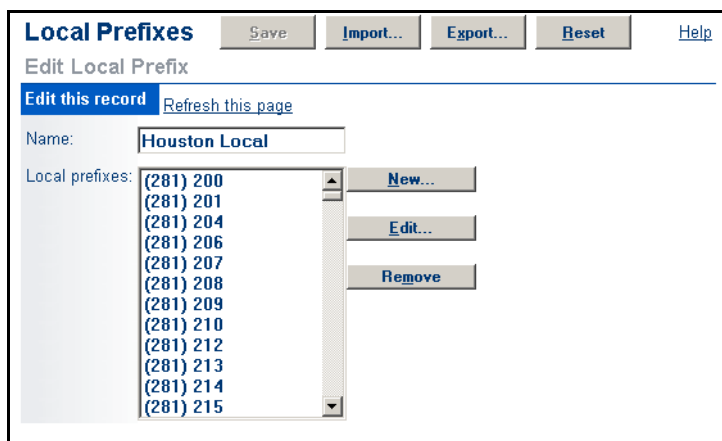 Local Prefixes Save Import... Export... Reset Help
Edit Local Prefix
Edit this record Refresh this page
Name: Houston Local
Local prefixes: (281) 200 New...
(281) 201
(281) 204 Edit...
(281) 206
(281) 207
(281) 208 Remove
(281) 209
(281) 210
(281) 212
(281) 213
(281) 214
(281) 215